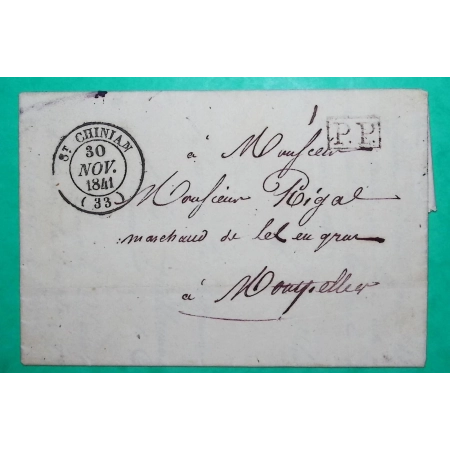 ST CHINIAN
30
NOV.
1841
(33)
P.P.
à Monsieur
Monsieur Rigal
marchand de sel en gros
à Montpellier